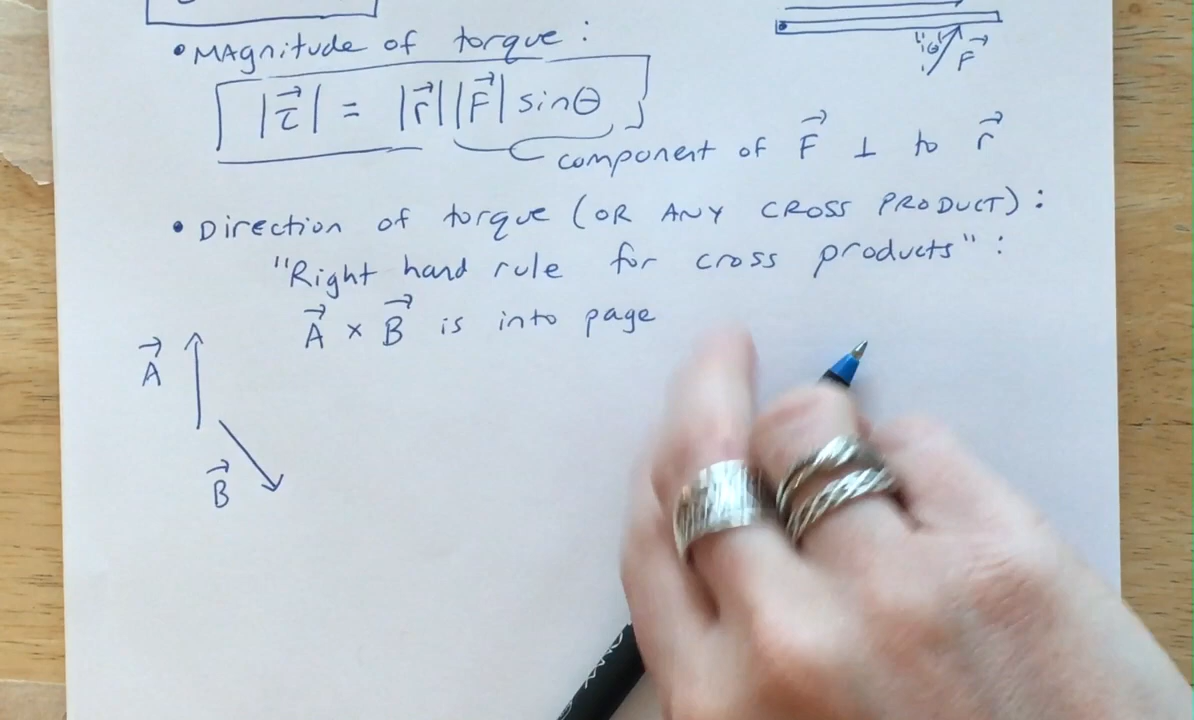 • Magnitude of torque :
|τ⃗| = |r⃗||F⃗| sinθ
component of F⃗ ⊥ to r⃗
θ
F⃗
• Direction of torque (OR ANY CROSS PRODUCT) :
"Right hand rule for cross products" :
A⃗ × B⃗ is into page
A⃗
B⃗